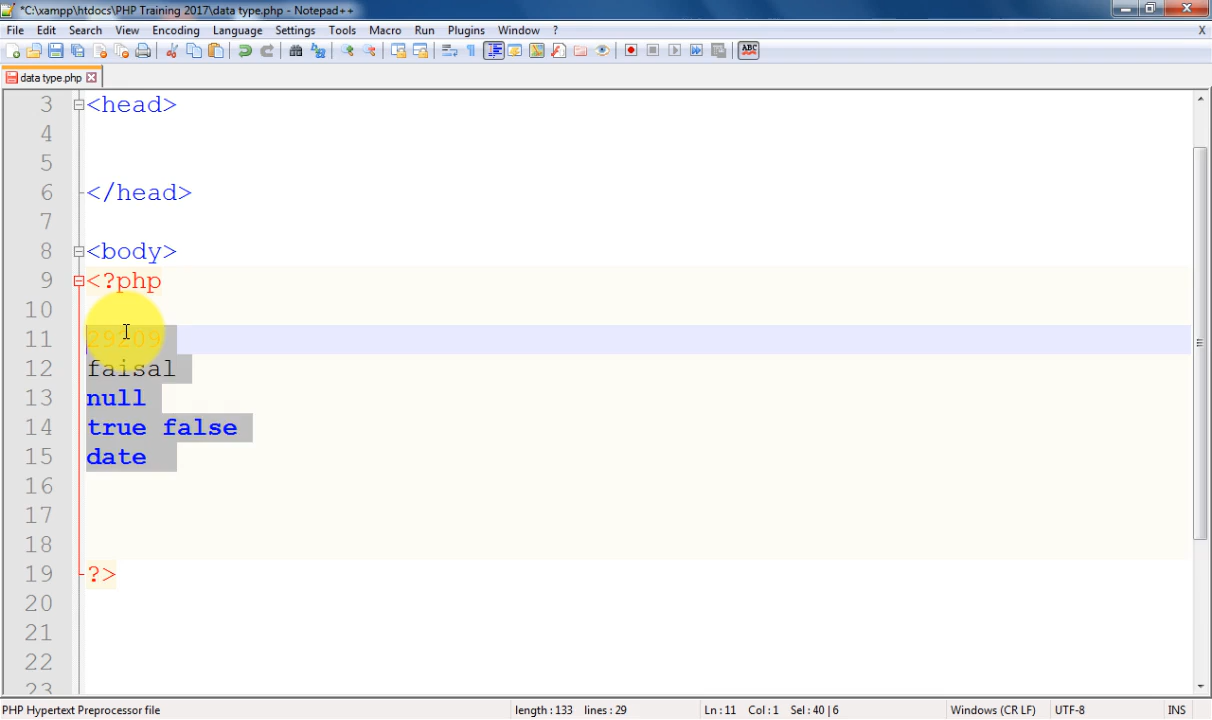 *C:\xampp\htdocs\PHP Training 2017\data type.php - Notepad++
File Edit Search View Encoding Language Settings Tools Macro Run Plugins Window ? X
ABC
data type.php
3 <head>
4
5
6 </head>
7
8 <body>
9 <?php
10
11 29209
12 faisal
13 null
14 true false
15 date
16
17
18
19 ?>
20
21
22
23
PHP Hypertext Preprocessor file length : 133 lines : 29 Ln : 11 Col : 1 Sel : 40 | 6 Windows (CR LF) UTF-8 INS